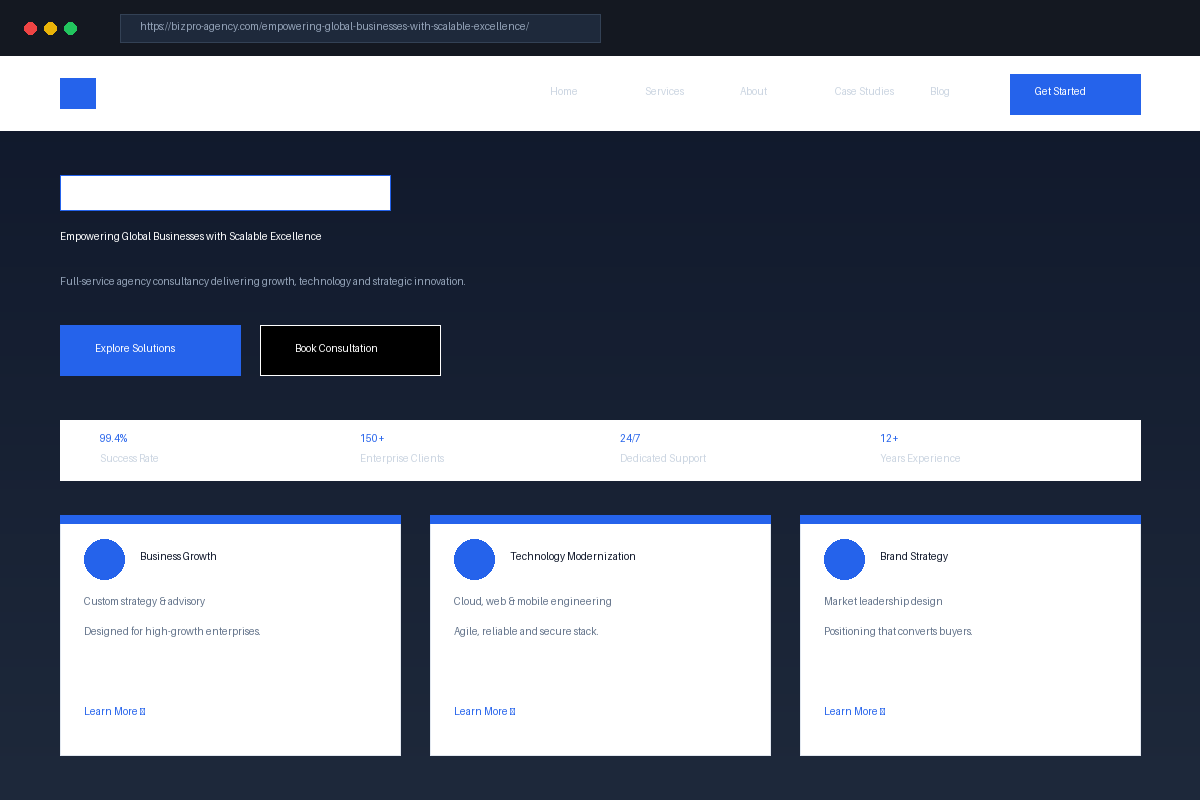 https://bizpro-agency.com/empowering-global-businesses-with-scalable-excellence/
Home Services About Case Studies Blog Get Started
Empowering Global Businesses with Scalable Excellence
Full-service agency consultancy delivering growth, technology and strategic innovation.
Explore Solutions Book Consultation
99.4% 150+ 24/7 12+
Success Rate Enterprise Clients Dedicated Support Years Experience
Business Growth
Custom strategy & advisory
Designed for high-growth enterprises.
Learn More
Technology Modernization
Cloud, web & mobile engineering
Agile, reliable and secure stack.
Learn More
Brand Strategy
Market leadership design
Positioning that converts buyers.
Learn More